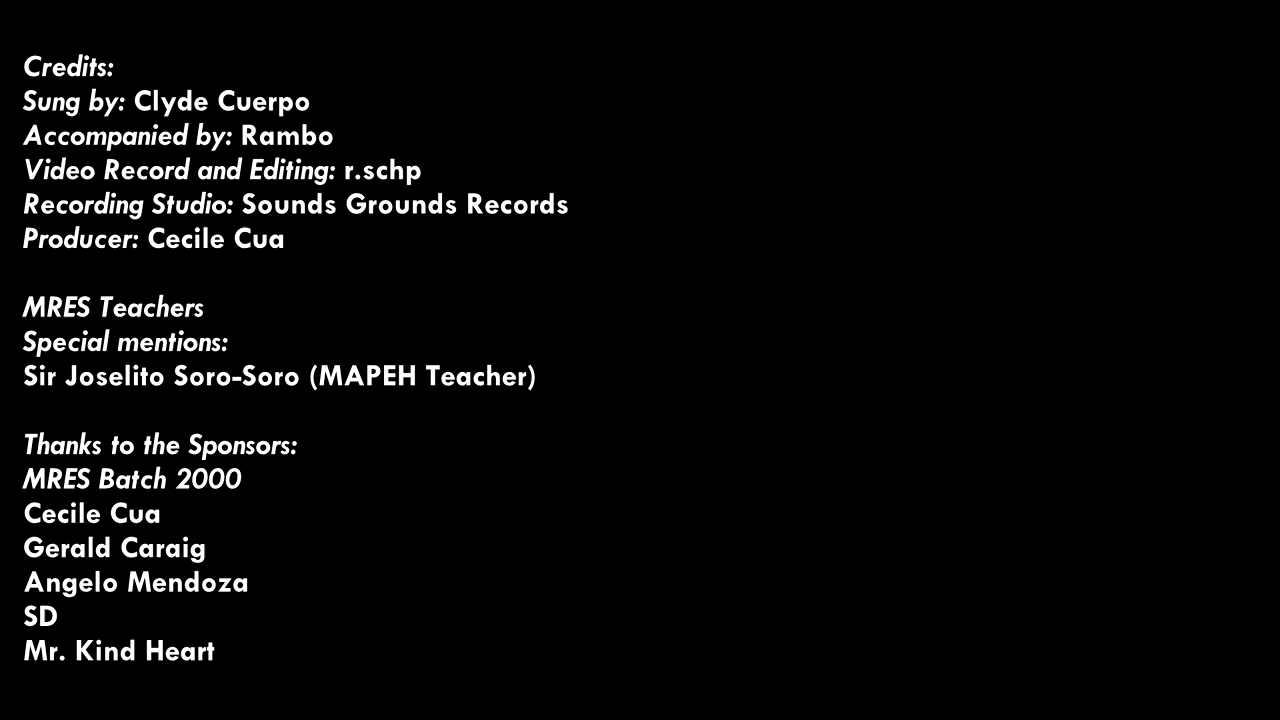 Credits:
Sung by: Clyde Cuerpo
Accompanied by: Rambo
Video Record and Editing: r.schp
Recording Studio: Sounds Grounds Records
Producer: Cecile Cua
MRES Teachers
Special mentions:
Sir Joselito Soro-Soro (MAPEH Teacher)
Thanks to the Sponsors:
MRES Batch 2000
Cecile Cua
Gerald Caraig
Angelo Mendoza
SD
Mr. Kind Heart